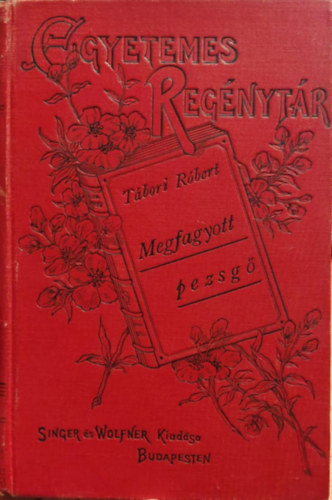 EGYETEMES
REGÉNYTÁR
Tábori Róbert
Megfagyott
pezsgő
SINGER és WOLFNER Kiadása
BUDAPESTEN